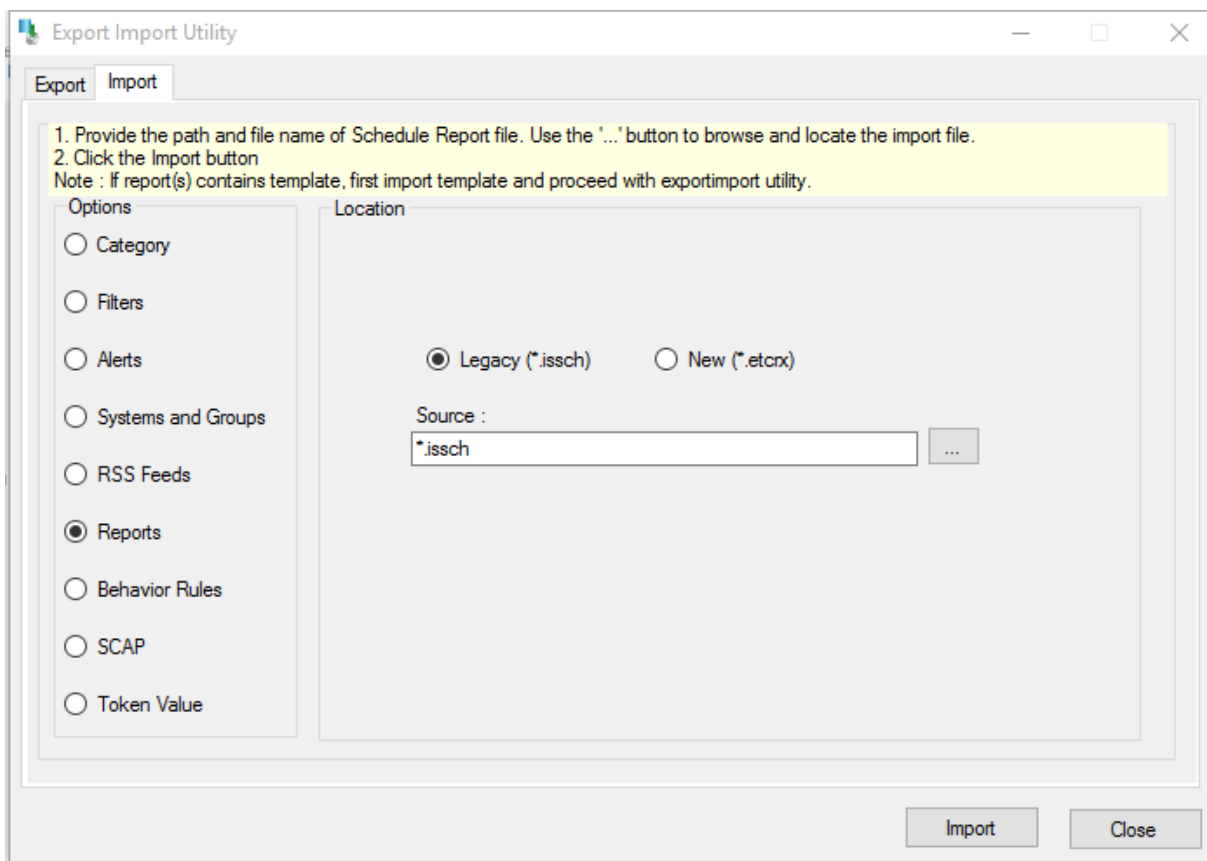 Export Import Utility
Export Import
1. Provide the path and file name of Schedule Report file. Use the '...' button to browse and locate the import file.
2. Click the Import button
Note : If report(s) contains template, first import template and proceed with exportimport utility.
Options
Category
Filters
Alerts
Systems and Groups
RSS Feeds
Reports
Behavior Rules
SCAP
Token Value
Location
Legacy (*.issch) New (*.etcrx)
Source :
*.issch ...
Import Close